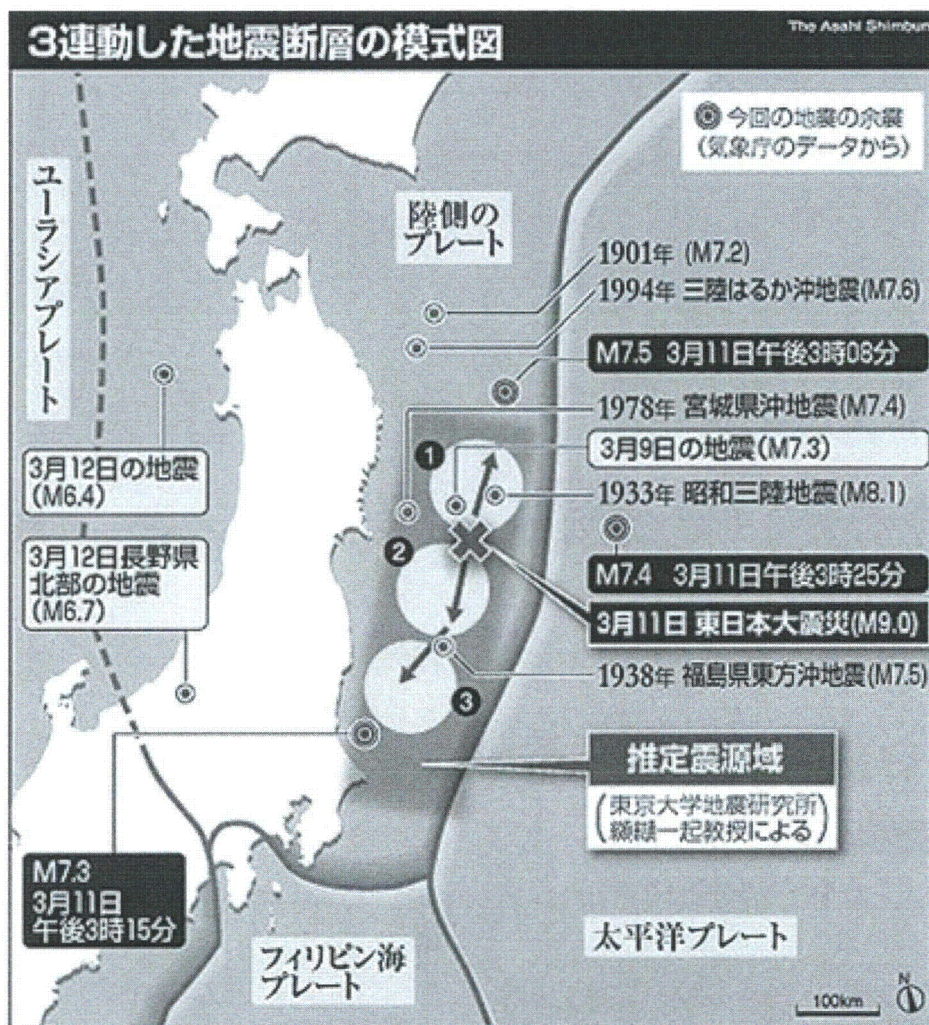 3連動した地震断層の模式図
The Asahi Shimbun
今回の地震の余震
(気象庁のデータから)
ユーラシアプレート
陸側の
プレート
1901年 (M7.2)
1994年 三陸はるか沖地震(M7.6)
M7.5 3月11日午後3時08分
1978年 宮城県沖地震(M7.4)
3月9日の地震(M7.3)
1933年 昭和三陸地震(M8.1)
M7.4 3月11日午後3時25分
3月11日 東日本大震災(M9.0)
1938年 福島県東方沖地震(M7.5)
3月12日の地震
(M6.4)
3月12日長野県
北部の地震
(M6.7)
1
2
3
推定震源域
(東京大学地震研究所
纐纈一起教授による)
M7.3
3月11日
午後3時15分
フィリピン海
プレート
太平洋プレート
N
100km